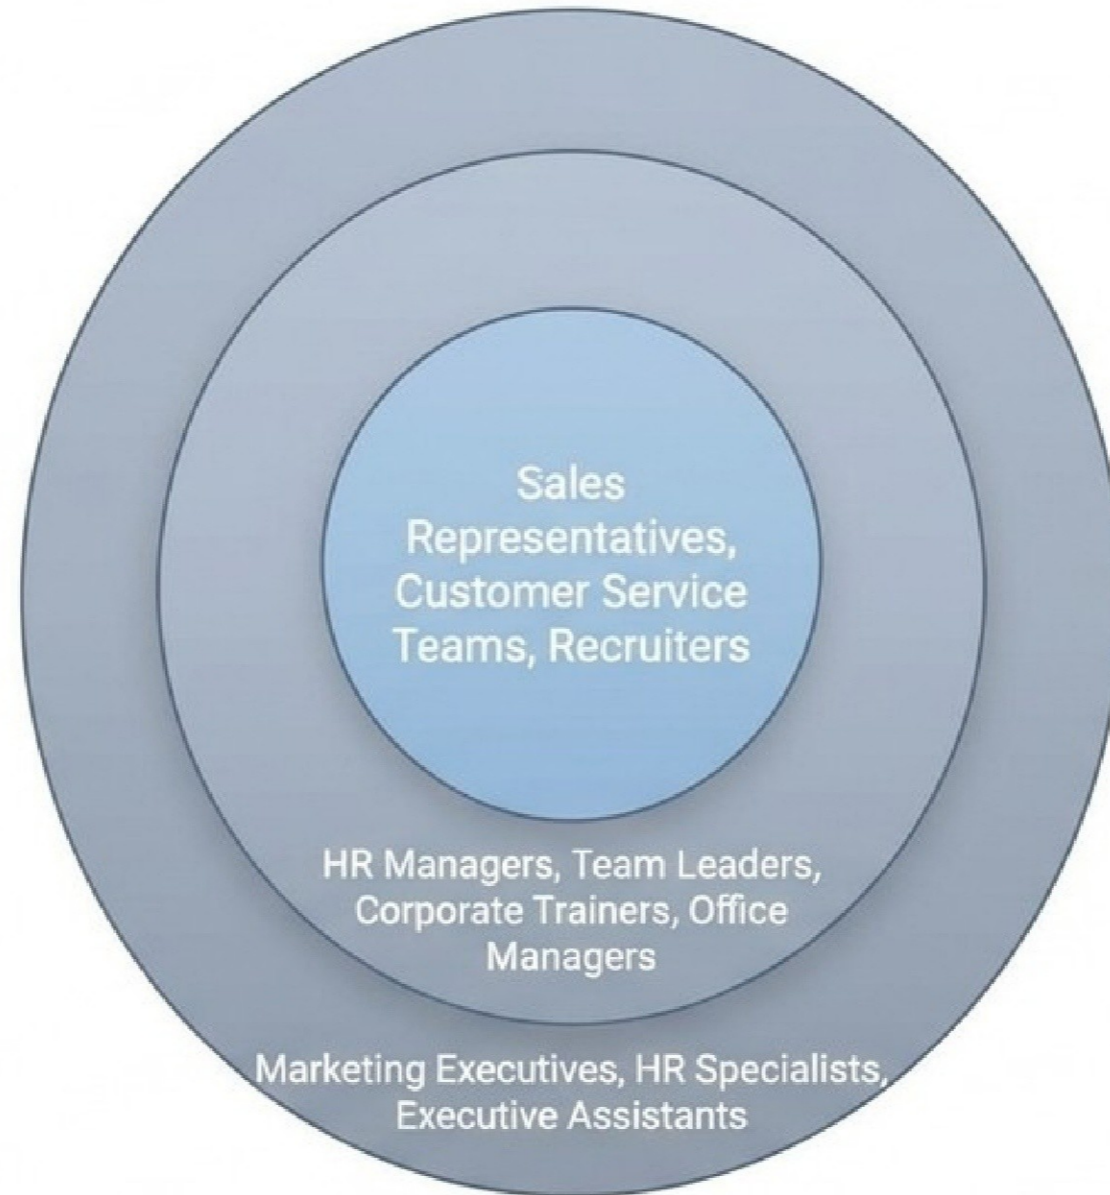 Sales
Representatives,
Customer Service
Teams, Recruiters
HR Managers, Team Leaders,
Corporate Trainers, Office
Managers
Marketing Executives, HR Specialists,
Executive Assistants